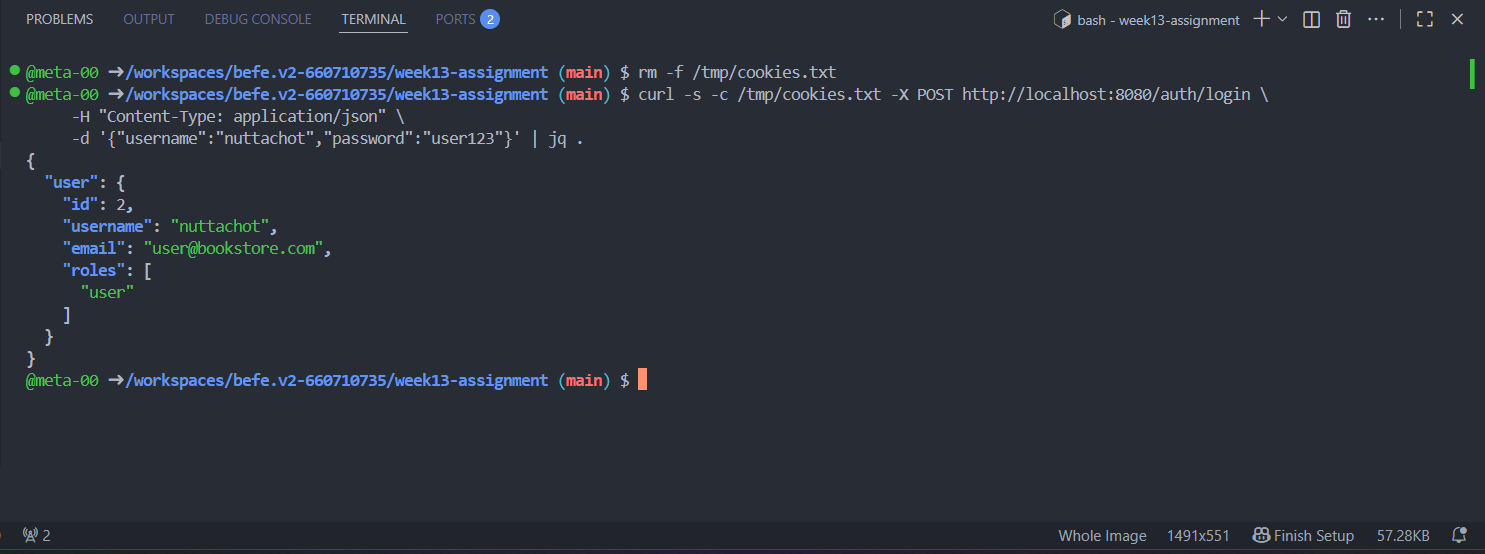 PROBLEMS OUTPUT DEBUG CONSOLE TERMINAL PORTS 2 bash - week13-assignment
@meta-00 ➜/workspaces/befe.v2-660710735/week13-assignment (main) $ rm -f /tmp/cookies.txt
@meta-00 ➜/workspaces/befe.v2-660710735/week13-assignment (main) $ curl -s -c /tmp/cookies.txt -X POST http://localhost:8080/auth/login \
-H "Content-Type: application/json" \
-d '{"username":"nuttachot","password":"user123"}' | jq .
{
"user": {
"id": 2,
"username": "nuttachot",
"email": "user@bookstore.com",
"roles": [
"user"
]
}
}
@meta-00 ➜/workspaces/befe.v2-660710735/week13-assignment (main) $
2 Whole Image 1491x551 Finish Setup 57.28KB